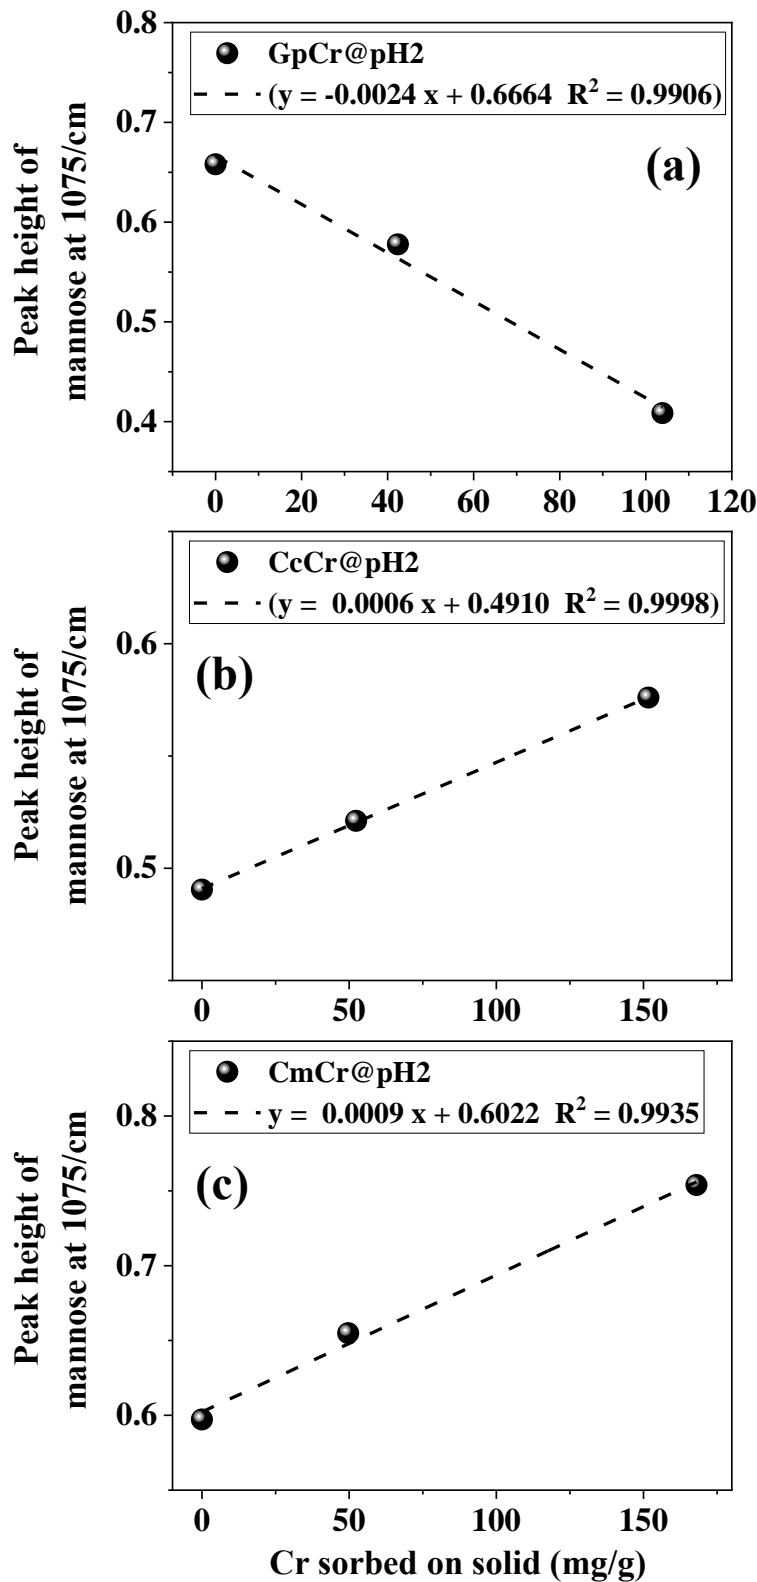 Peak height of
mannose at 1075/cm
0.8
0.7
0.6
0.5
0.4
GpCr@pH2
(y = -0.0024 x + 0.6664 R² = 0.9906)
(a)
0 20 40 60 80 100 120
Peak height of
mannose at 1075/cm
0.6
0.5
CcCr@pH2
(y = 0.0006 x + 0.4910 R² = 0.9998)
(b)
0 50 100 150
Peak height of
mannose at 1075/cm
0.8
0.7
0.6
CmCr@pH2
y = 0.0009 x + 0.6022 R² = 0.9935
(c)
0 50 100 150
Cr sorbed on solid (mg/g)